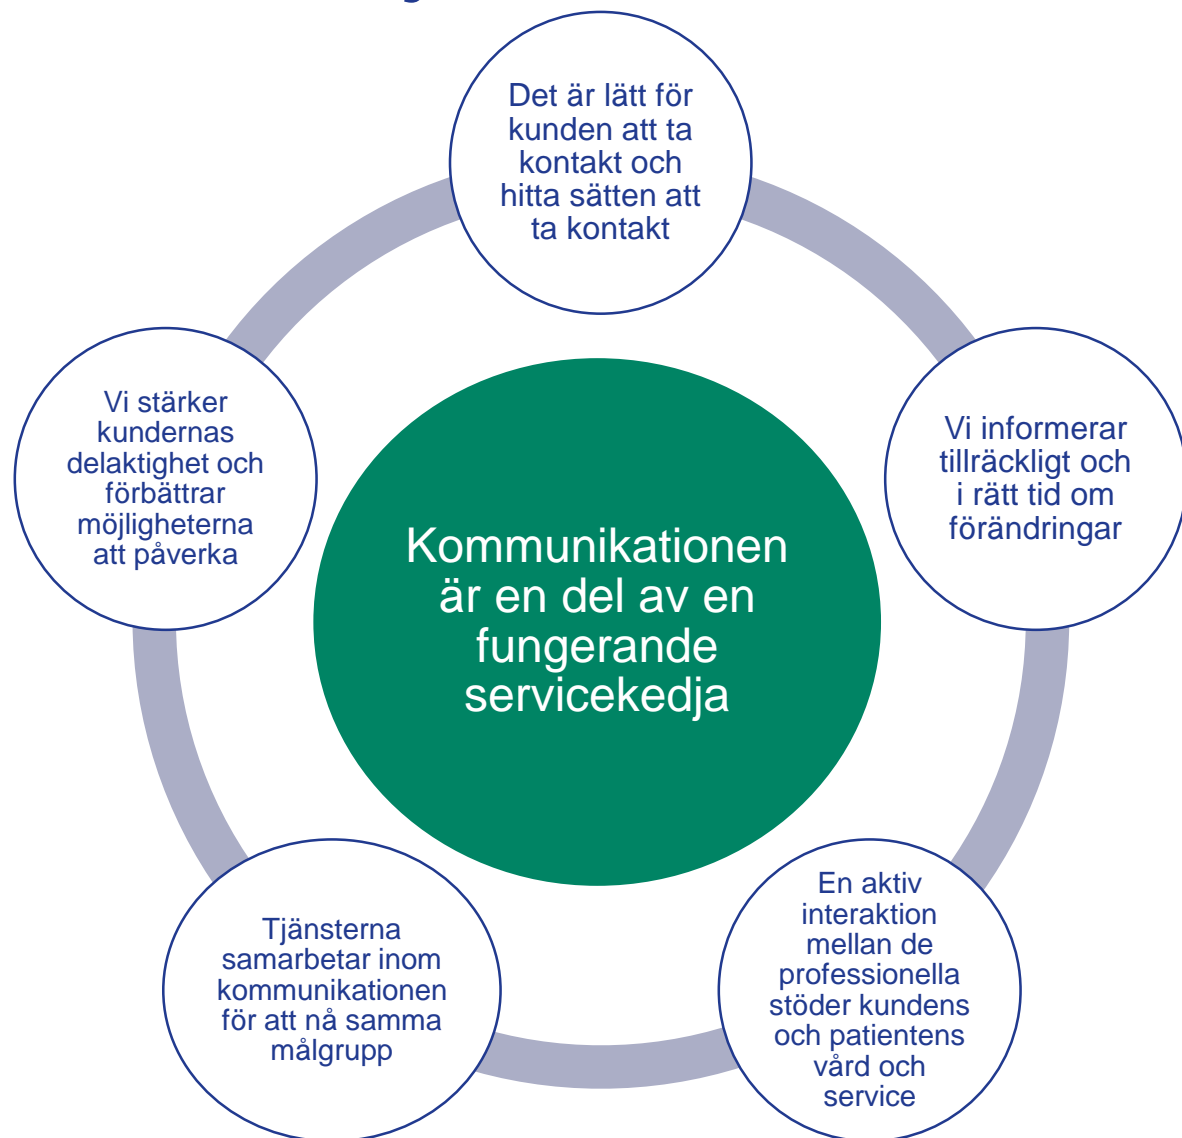 Det är lätt för
kunden att ta
kontakt och
hitta sätten att
ta kontakt
Vi informerar
tillräckligt och
i rätt tid om
förändringar
En aktiv
interaktion
mellan de
professionella
stöder kundens
och patientens
vård och
service
Tjänsterna
samarbetar inom
kommunikationen
för att nå samma
målgrupp
Vi stärker
kundernas
delaktighet och
förbättrar
möjligheterna
att påverka
Kommunikationen
är en del av en
fungerande
servicekedja